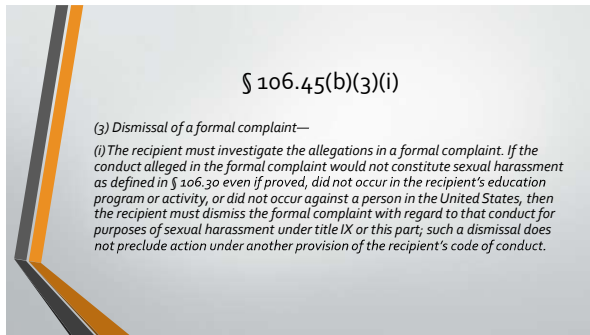 § 106.45(b)(3)(i)
(3) Dismissal of a formal complaint—
(i)The recipient must investigate the allegations in a formal complaint. If the
conduct alleged in the formal complaint would not constitute sexual harassment
as defined in § 106.30 even if proved, did not occur in the recipient's education
program or activity, or did not occur against a person in the United States, then
the recipient must dismiss the formal complaint with regard to that conduct for
purposes of sexual harassment under title IX or this part; such a dismissal does
not preclude action under another provision of the recipient's code of conduct.